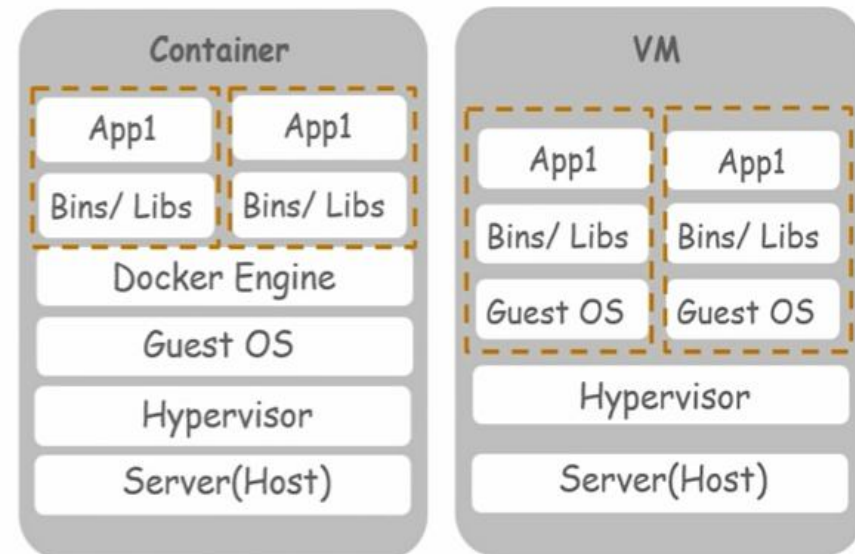 Container
App1
App1
Bins/ Libs
Bins/ Libs
Docker Engine
Guest OS
Hypervisor
Server(Host)
VM
App1
App1
Bins/ Libs
Bins/ Libs
Guest OS
Guest OS
Hypervisor
Server(Host)